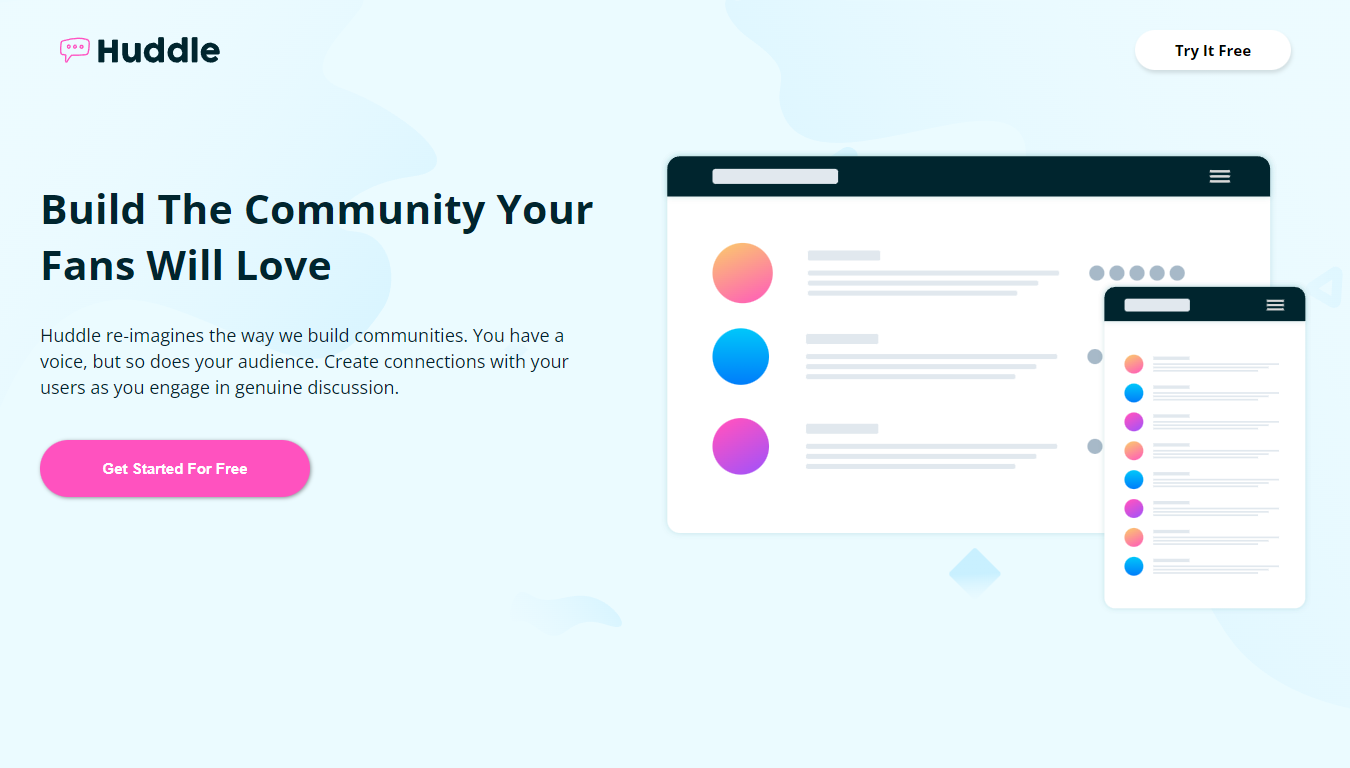 Huddle
Try It Free
Build The Community Your
Fans Will Love
Huddle re-imagines the way we build communities. You have a
voice, but so does your audience. Create connections with your
users as you engage in genuine discussion.
Get Started For Free